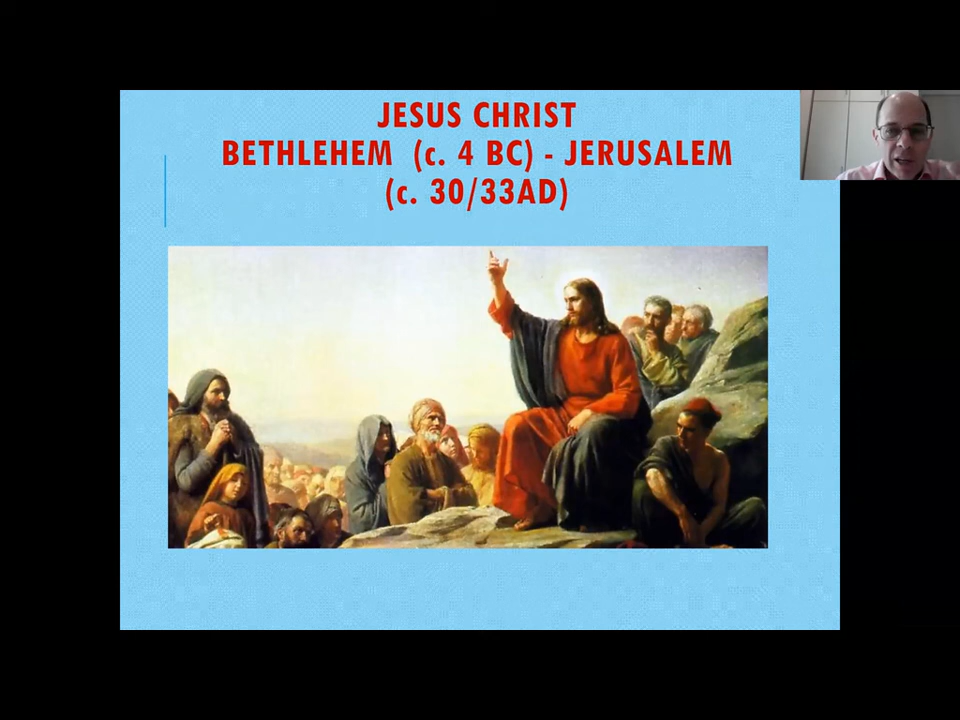 JESUS CHRIST
BETHLEHEM (c. 4 BC) - JERUSALEM
(c. 30/33AD)